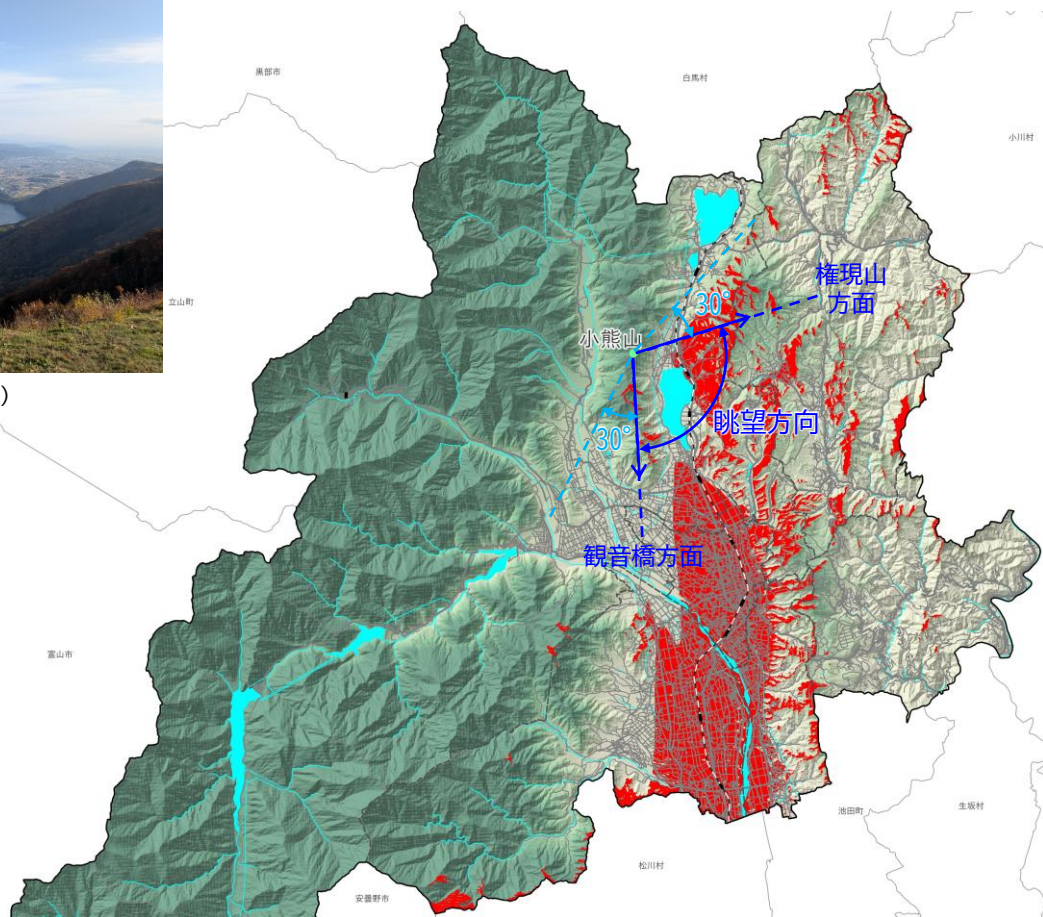 黒部市
白馬村
小川村
立山町
権現山
方面
30°
小熊山
)
眺望方向
30°
観音橋方面
富山市
池田町
生坂村
松川村
安曇野市